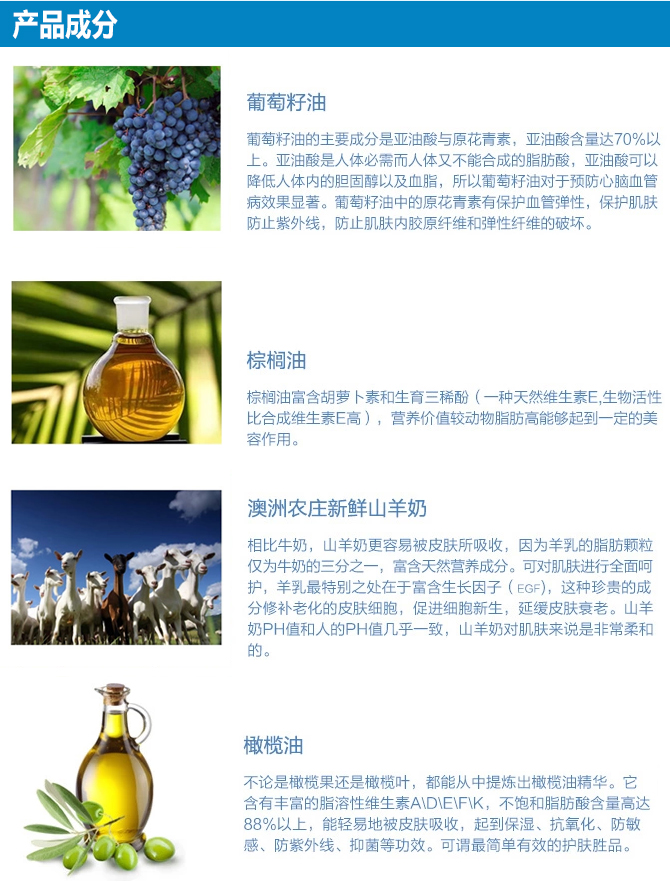 产品成分
葡萄籽油
葡萄籽油的主要成分是亚油酸与原花青素，亚油酸含量达70%以
上。亚油酸是人体必需而人体又不能合成的脂肪酸，亚油酸可以
降低人体内的胆固醇以及血脂，所以葡萄籽油对于预防心脑血管
病效果显著。葡萄籽油中的原花青素有保护血管弹性，保护肌肤
防止紫外线，防止肌肤内胶原纤维和弹性纤维的破坏。
棕榈油
棕榈油富含胡萝卜素和生育三稀酚（一种天然维生素E,生物活性
比合成维生素E高），营养价值较动物脂肪高能够起到一定的美
容作用。
澳洲农庄新鲜山羊奶
相比牛奶，山羊奶更容易被皮肤所吸收，因为羊乳的脂肪颗粒
仅为牛奶的三分之一，富含天然营养成分。可对肌肤进行全面呵
护，羊乳最特别之处在于富含生长因子（EGF)，这种珍贵的成
分修补老化的皮肤细胞，促进细胞新生，延缓皮肤衰老。山羊
奶PH值和人的PH值几乎一致，山羊奶对肌肤来说是非常柔和
的。
橄榄油
不论是橄榄果还是橄榄叶，都能从中提炼出橄榄油精华。它
含有丰富的脂溶性维生素A\D\E\F\K，不饱和脂肪酸含量高达
88%以上，能轻易地被皮肤吸收，起到保湿、抗氧化、防敏
感、防紫外线、抑菌等功效。可谓最简单有效的护肤胜品。